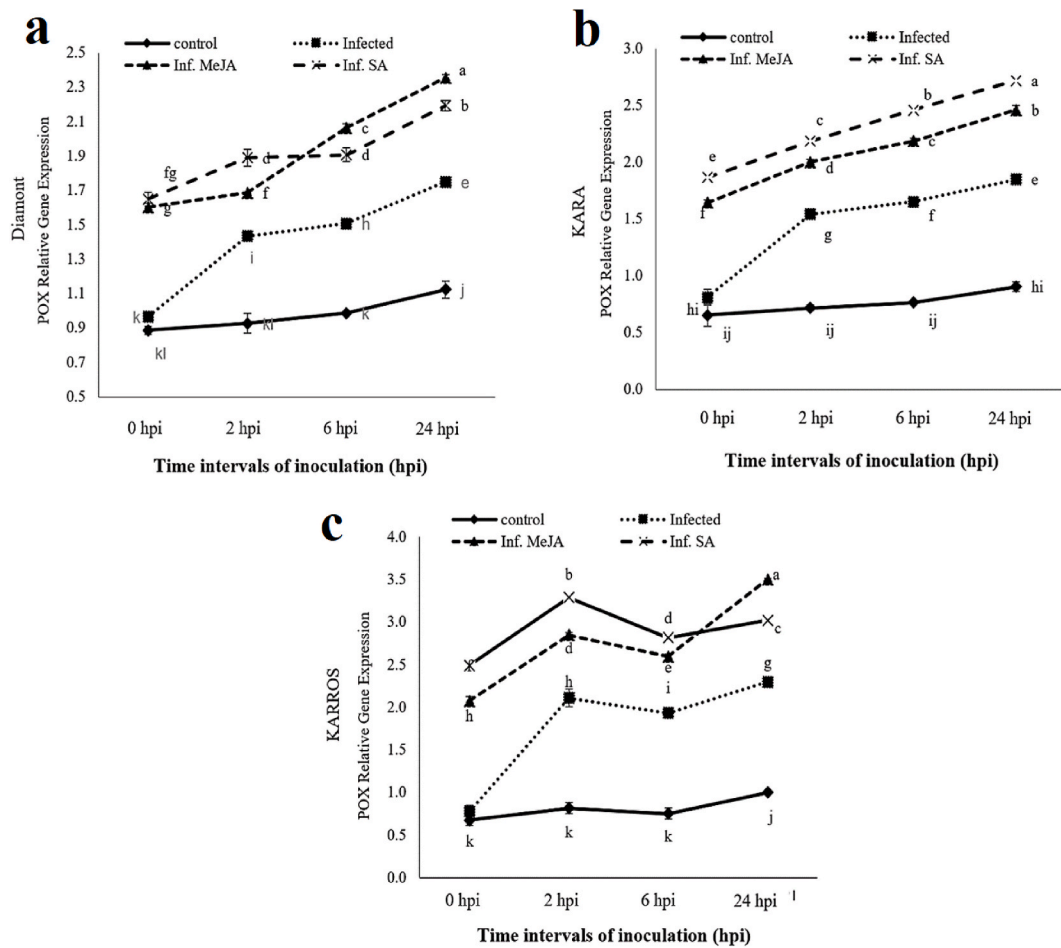 a
control Infected
Inf. MeJA Inf. SA
Diamont
POX Relative Gene Expression
2.5
2.3
2.1
1.9
1.7
1.5
1.3
1.1
0.9
0.7
0.5
a
b
c
d
d
fg
f
g
e
h
i
k
j
k
kl
kl
0 hpi 2 hpi 6 hpi 24 hpi
Time intervals of inoculation (hpi)
b
control Infected
Inf. MeJA Inf. SA
KARA
POX Relative Gene Expression
3.0
2.5
2.0
1.5
1.0
0.5
0.0
a
b
c
e
b
c
d
f
e
f
g
hi
hi
ij
ij
ij
0 hpi 2 hpi 6 hpi 24 hpi
Time intervals of inoculation (hpi)
c
control Infected
Inf. MeJA Inf. SA
KARROS
POX Relative Gene Expression
4.0
3.5
3.0
2.5
2.0
1.5
1.0
0.5
0.0
b
d
a
c
d
e
h
h
i
g
k
k
k
j
0 hpi 2 hpi 6 hpi 24 hpi
Time intervals of inoculation (hpi)